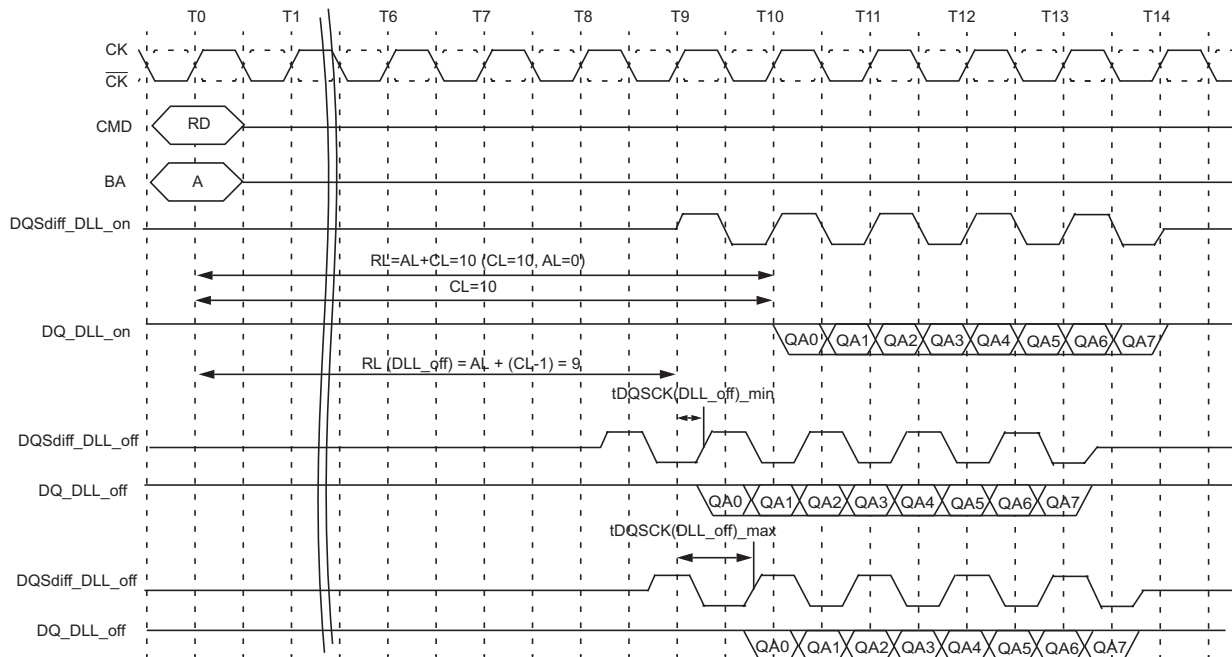 T0 T1 T6 T7 T8 T9 T10 T11 T12 T13 T14
CK
CK
CMD RD
BA A
DQSdiff_DLL_on
RL=AL+CL=10 (CL=10, AL=0)
CL=10
DQ_DLL_on QA0 QA1 QA2 QA3 QA4 QA5 QA6 QA7
RL (DLL_off) = AL + (CL-1) = 9
tDQSCK(DLL_off)_min
DQSdiff_DLL_off
DQ_DLL_off QA0 QA1 QA2 QA3 QA4 QA5 QA6 QA7
tDQSCK(DLL_off)_max
DQSdiff_DLL_off
DQ_DLL_off QA0 QA1 QA2 QA3 QA4 QA5 QA6 QA7